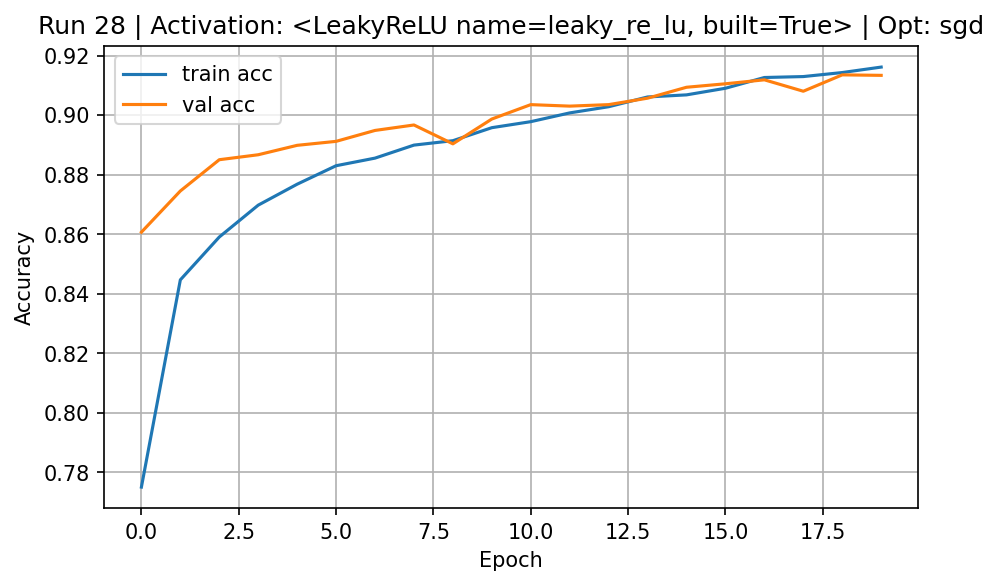 Run 28 | Activation: <LeakyReLU name=leaky_re_lu, built=True> | Opt: sgd
train acc
val acc
0.92
0.90
0.88
0.86
0.84
0.82
0.80
0.78
Accuracy
0.0 2.5 5.0 7.5 10.0 12.5 15.0 17.5
Epoch